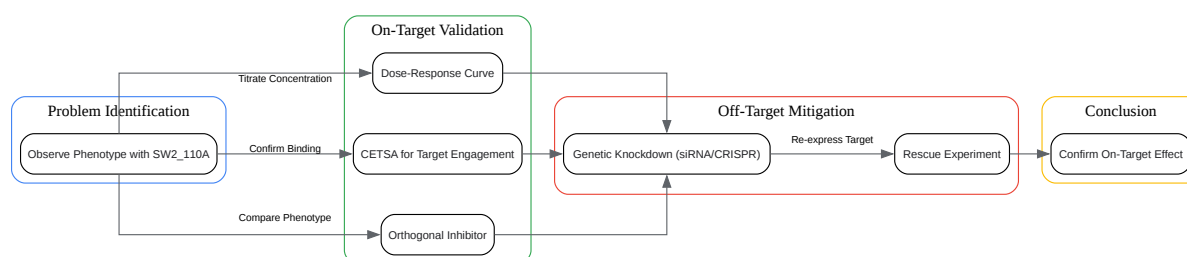 On-Target Validation
Titrate Concentration
Dose-Response Curve
Problem Identification
Off-Target Mitigation
Conclusion
Observe Phenotype with SW2_110A
Confirm Binding
CETSA for Target Engagement
Genetic Knockdown (siRNA/CRISPR)
Re-express Target
Rescue Experiment
Confirm On-Target Effect
Compare Phenotype
Orthogonal Inhibitor